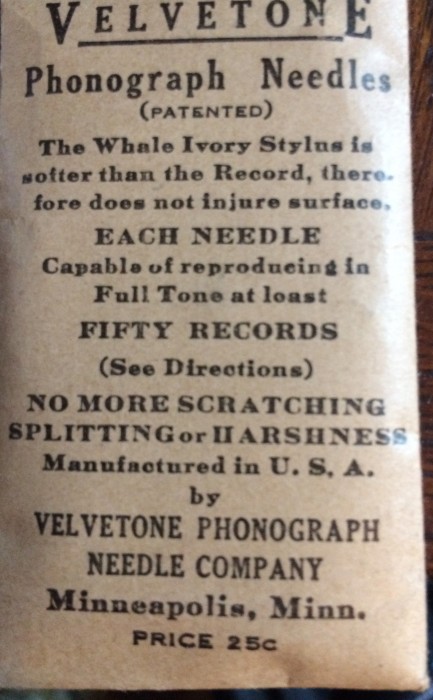 VELVETONE
Phonograph Needles
(PATENTED)
The Whale Ivory Stylus is
softer than the Record, there-
fore does not injure surface.
EACH NEEDLE
Capable of reproducing in
Full Tone at least
FIFTY RECORDS
(See Directions)
NO MORE SCRATCHING
SPLITTING or HARSHNESS
Manufactured in U. S. A.
by
VELVETONE PHONOGRAPH
NEEDLE COMPANY
Minneapolis, Minn.
PRICE 25c